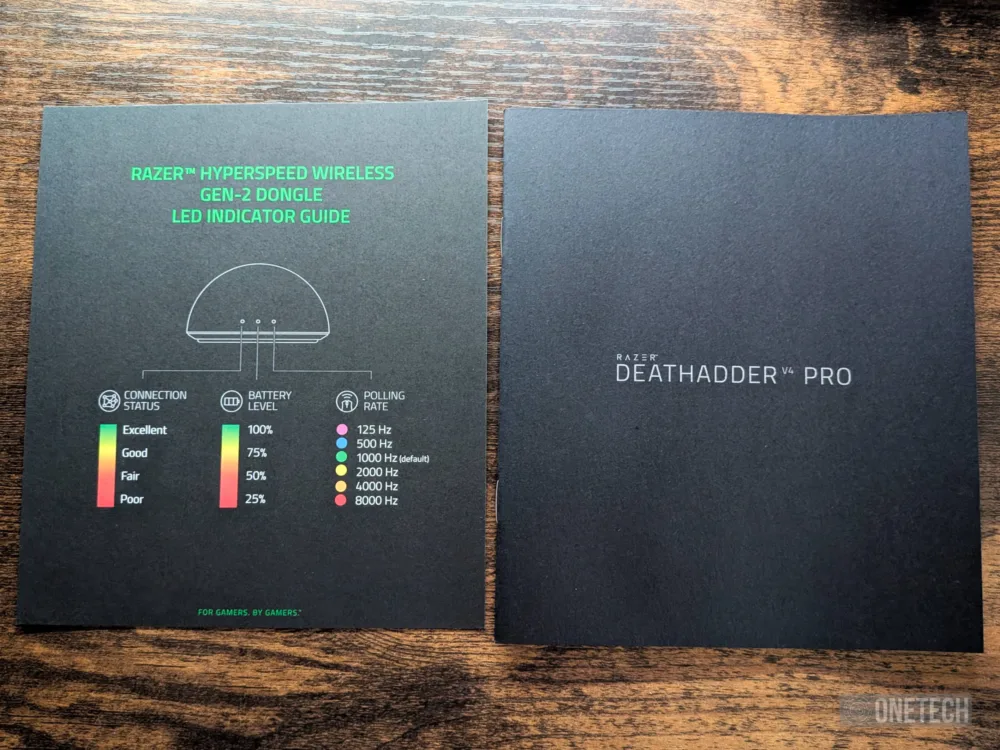 RAZER™ HYPERSPEED WIRELESS
GEN-2 DONGLE
LED INDICATOR GUIDE
CONNECTION
STATUS
Excellent
Good
Fair
Poor
BATTERY
LEVEL
100%
75%
50%
25%
POLLING
RATE
125 Hz
500 Hz
1000 Hz (default)
2000 Hz
4000 Hz
8000 Hz
FOR GAMERS. BY GAMERS.™
RAZER™
DEATHADDER V4 PRO
ONETECH